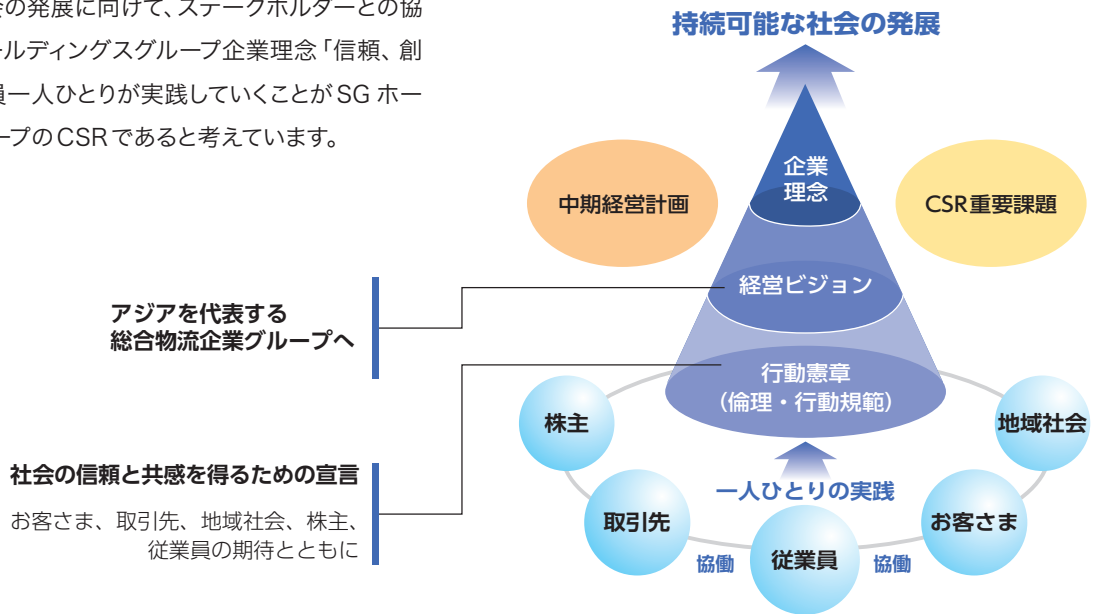 会の発展に向けて、ステークホルダーとの協
ールディングスグループ企業理念「信頼、創
員一人ひとりが実践していくことがSG ホー
ープのCSRであると考えています。
持続可能な社会の発展
企業
理念
中期経営計画
CSR重要課題
経営ビジョン
アジアを代表する
総合物流企業グループへ
行動憲章
（倫理・行動規範）
株主
地域社会
社会の信頼と共感を得るための宣言
お客さま、取引先、地域社会、株主、
従業員の期待とともに
一人ひとりの実践
取引先
お客さま
協働
従業員
協働